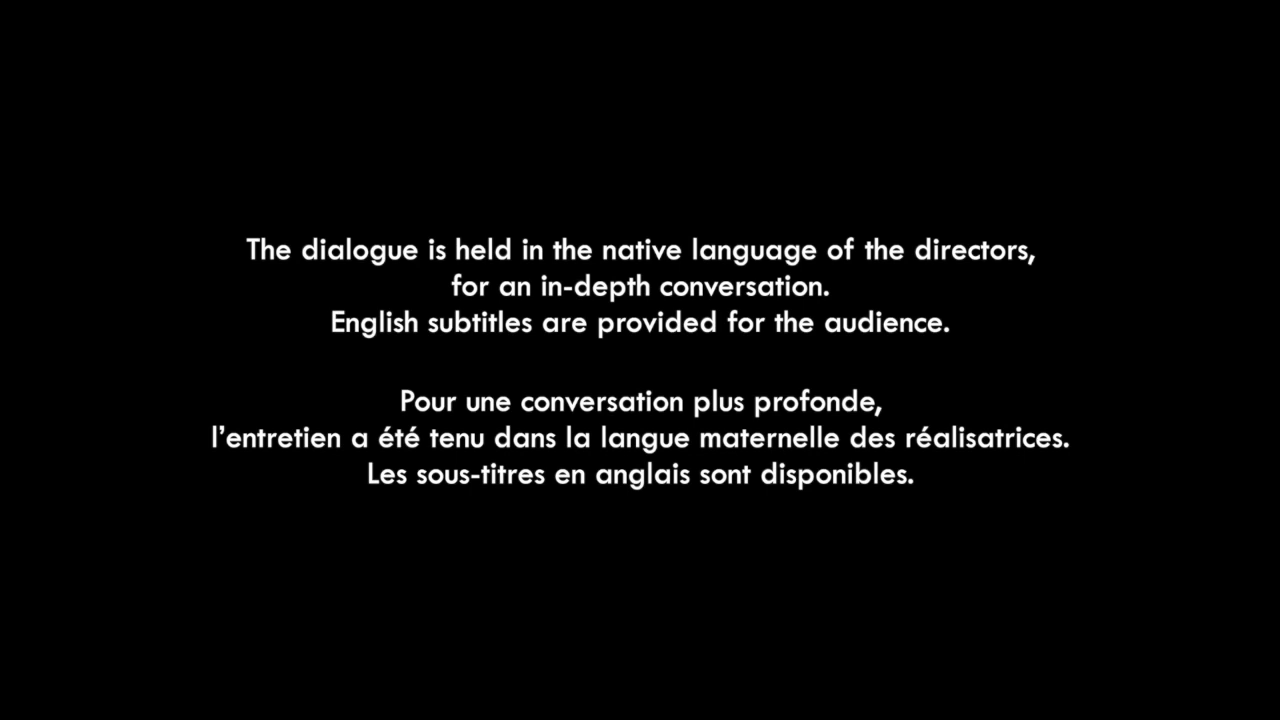 The dialogue is held in the native language of the directors,
for an in-depth conversation.
English subtitles are provided for the audience.
Pour une conversation plus profonde,
l’entretien a été tenu dans la langue maternelle des réalisatrices.
Les sous-titres en anglais sont disponibles.